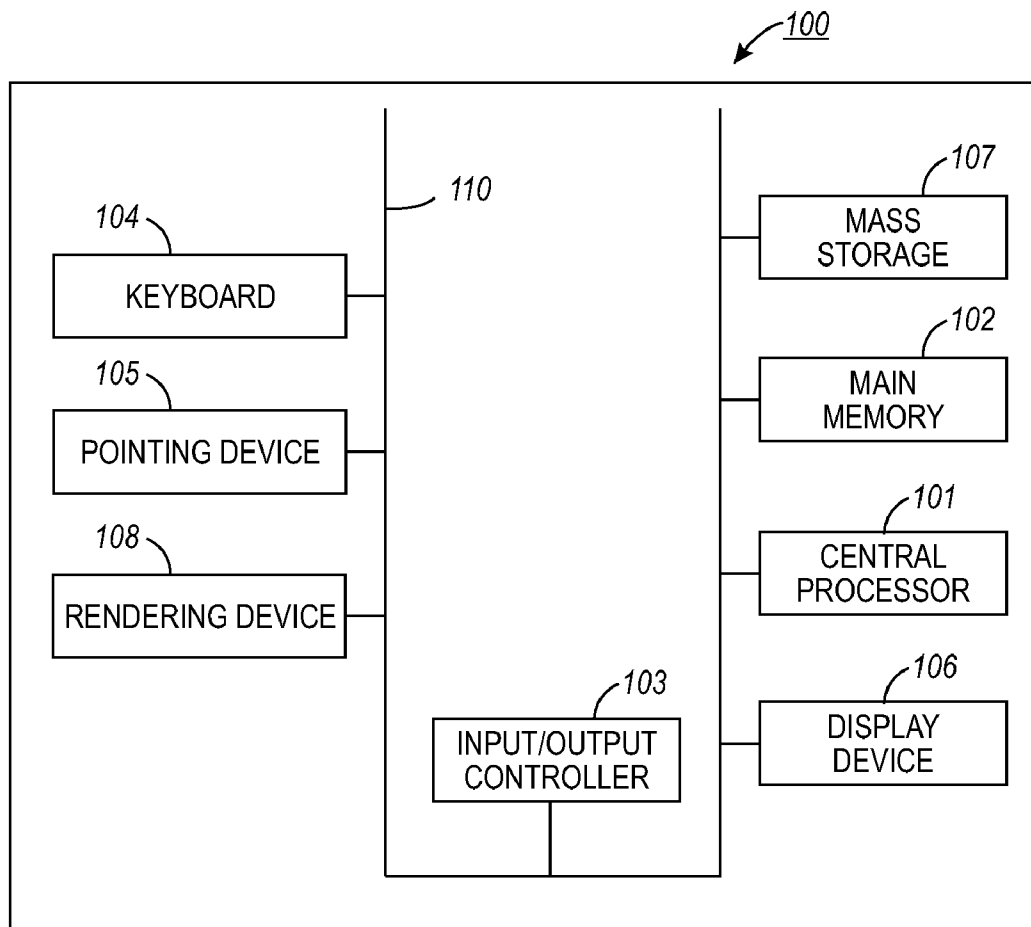 100
110
104
KEYBOARD
105
POINTING DEVICE
108
RENDERING DEVICE
103
INPUT/OUTPUT
CONTROLLER
107
MASS
STORAGE
102
MAIN
MEMORY
101
CENTRAL
PROCESSOR
106
DISPLAY
DEVICE